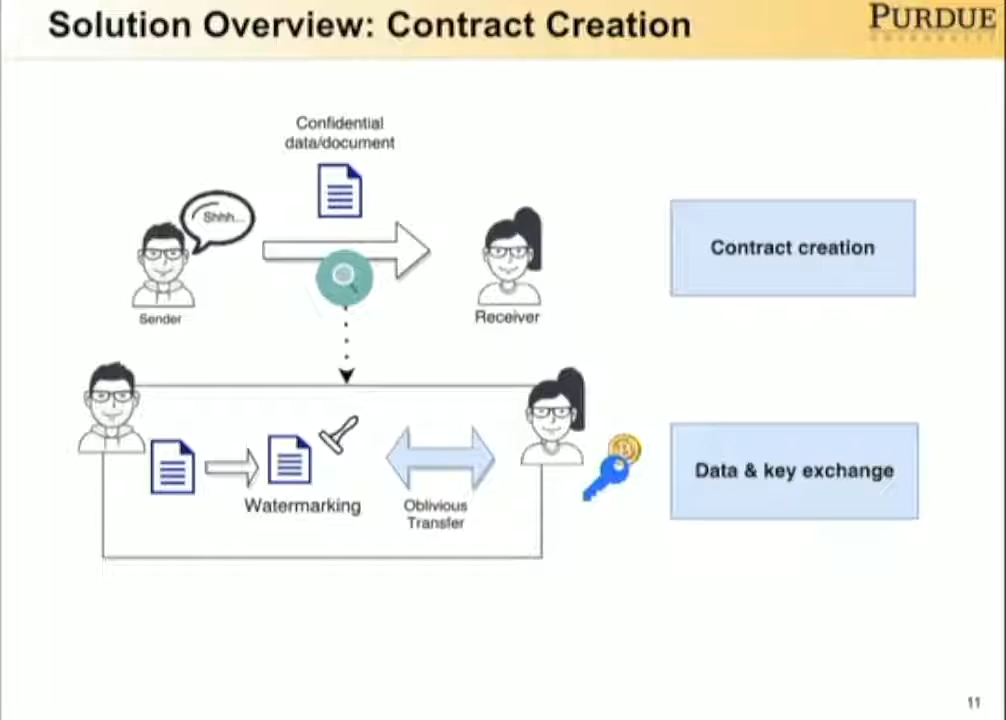 Solution Overview: Contract Creation
PURDUE
UNIVERSITY
Confidential
data/document
Shhh...
Sender
Receiver
Contract creation
Watermarking
Oblivious
Transfer
Data & key exchange
11